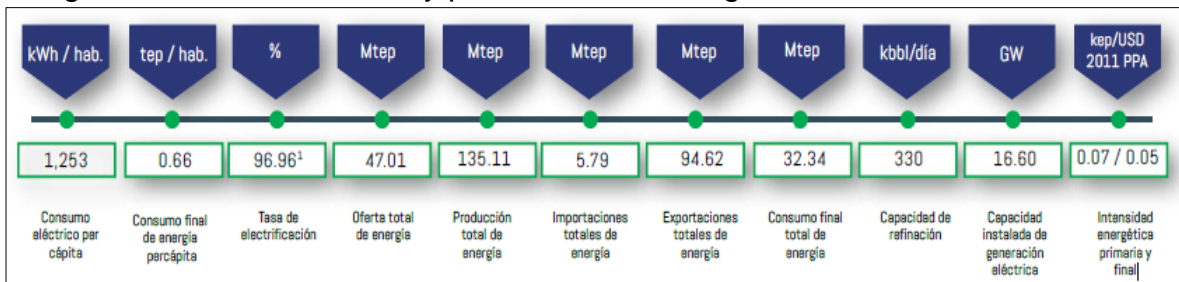 kWh / hab.
tep / hab.
%
Mtep
Mtep
Mtep
Mtep
Mtep
kbbl/día
GW
kep/USD
2011 PPA
1,253
0.66
96.96¹
47.01
135.11
5.79
94.62
32.34
330
16.60
0.07 / 0.05
Consumo
eléctrico per
cápita
Consumo final
de energía
percápita
Tasa de
electrificación
Oferta total
de energía
Producción
total de
energía
Importaciones
totales de
energía
Exportaciones
totales de
energía
Consumo final
total de
energía
Capacidad de
refinación
Capacidad
instalada de
generación
eléctrica
Intensidad
energética
primaria y
final